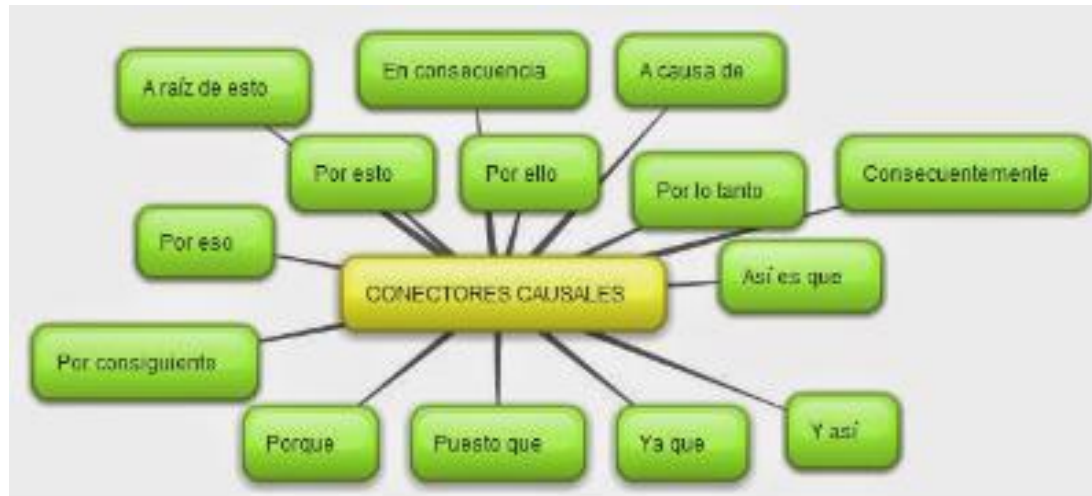 En consecuencia
A causa de
A raíz de esto
Por esto
Por ello
Por lo tanto
Consecuentemente
Por eso
Así es que
CONECTORES CAUSALES
Por consiguiente
Porque
Puesto que
Ya que
Y así